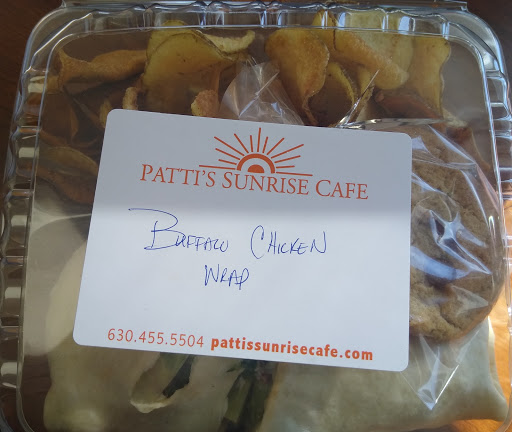 PATTI'S SUNRISE CAFE
BUFFALO CHICKEN
WRAP
630.455.5504 pattissunrisecafe.com